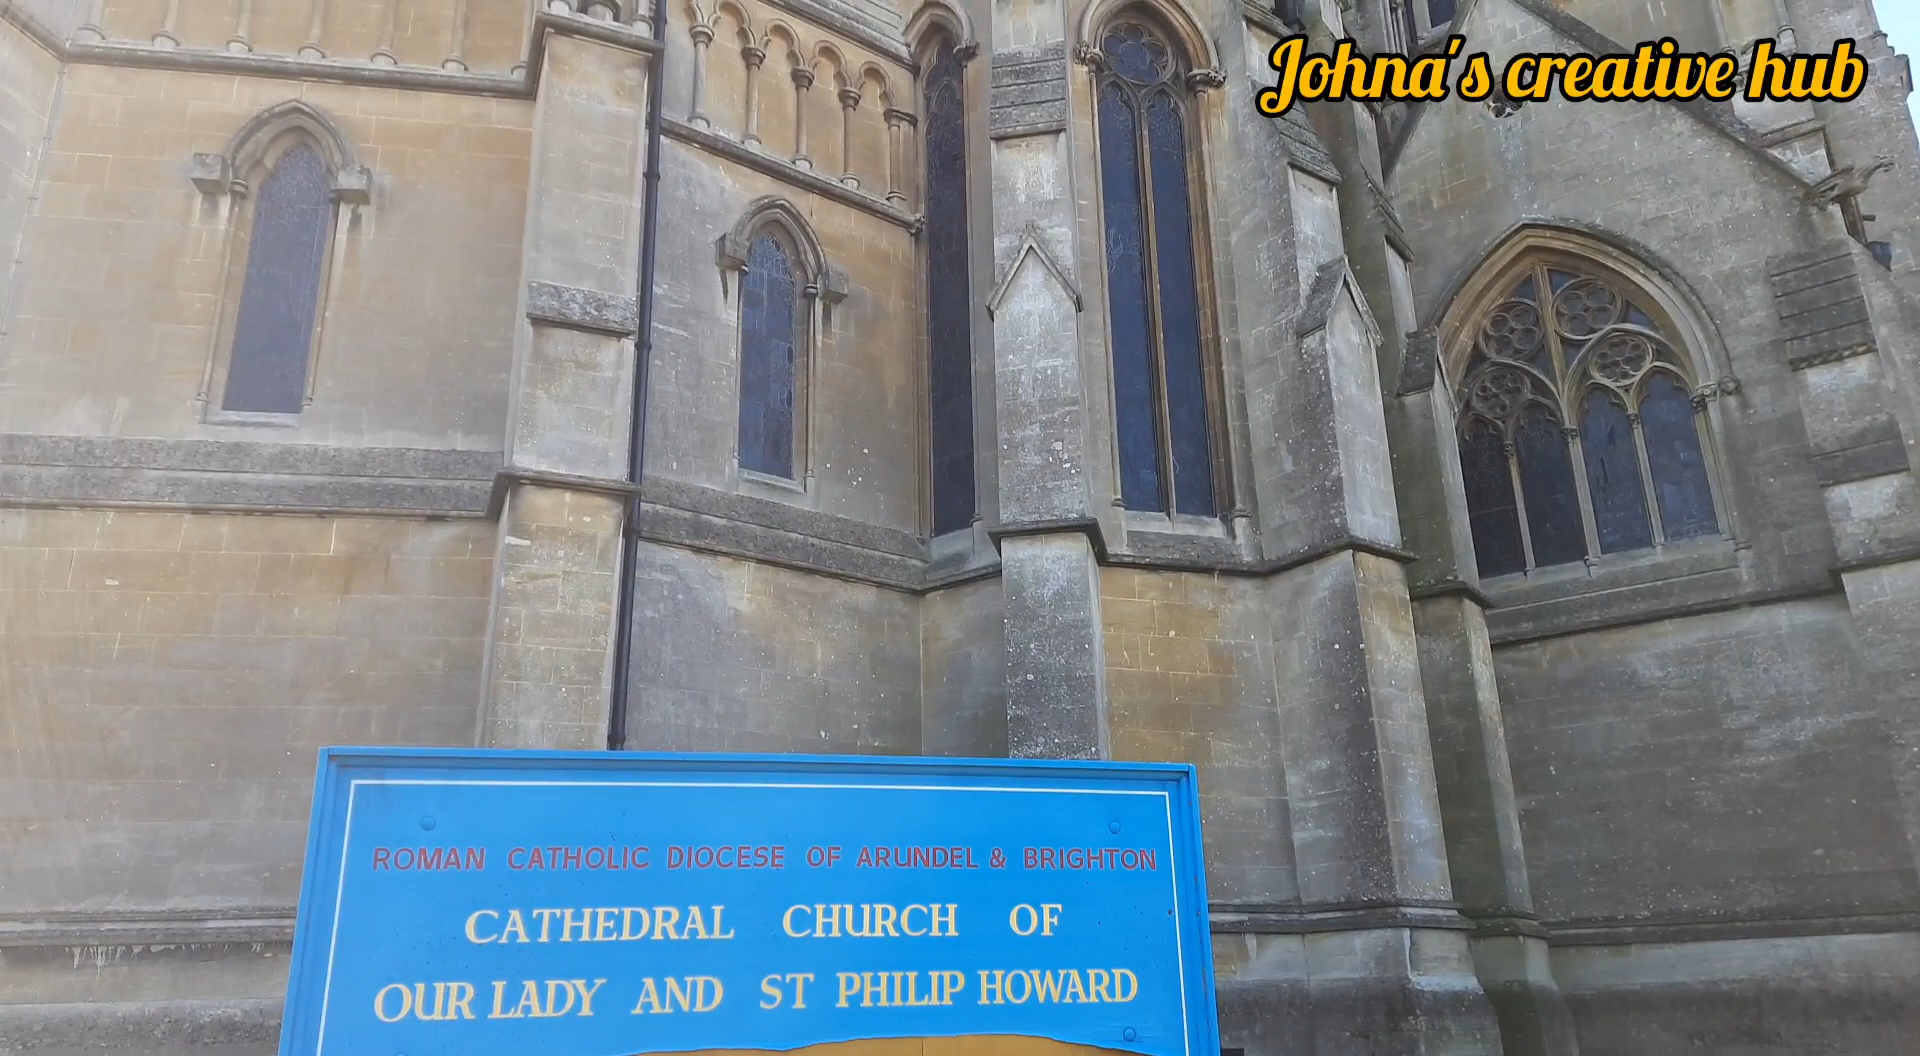 Johna's creative hub
ROMAN CATHOLIC DIOCESE OF ARUNDEL & BRIGHTON
CATHEDRAL CHURCH OF
OUR LADY AND ST PHILIP HOWARD